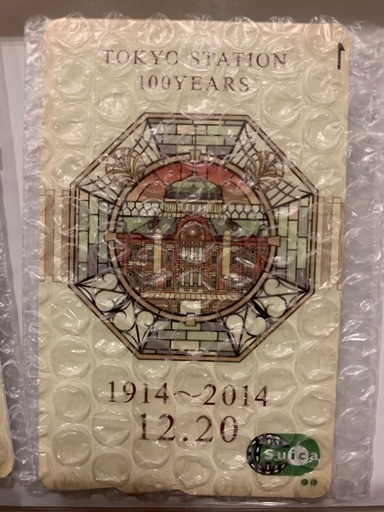 TOKYO STATION
100YEARS
1914～2014
12.20
Suica